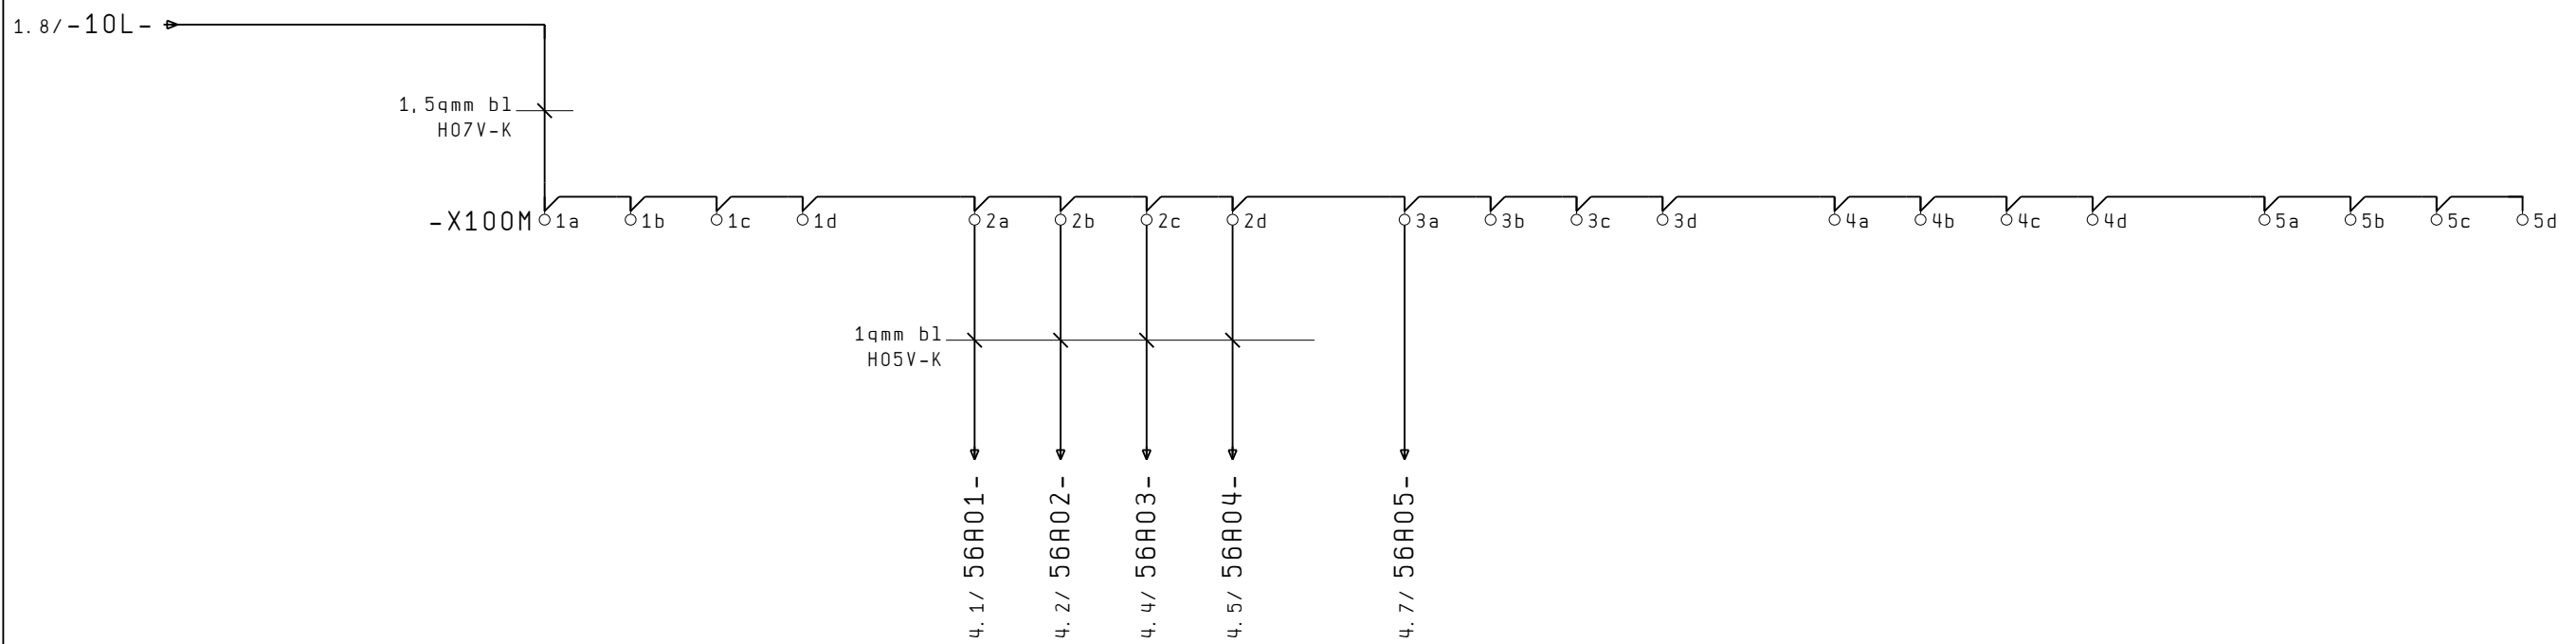 1.8/-10L-
1,5qmm bl
H07V-K
-X100M 1a 1b 1c 1d 2a 2b 2c 2d 3a 3b 3c 3d 4a 4b 4c 4d 5a 5b 5c 5d
1qmm bl
H05V-K
4.1/ 56A01-
4.2/ 56A02-
4.4/ 56A03-
4.5/ 56A04-
4.7/ 56A05-